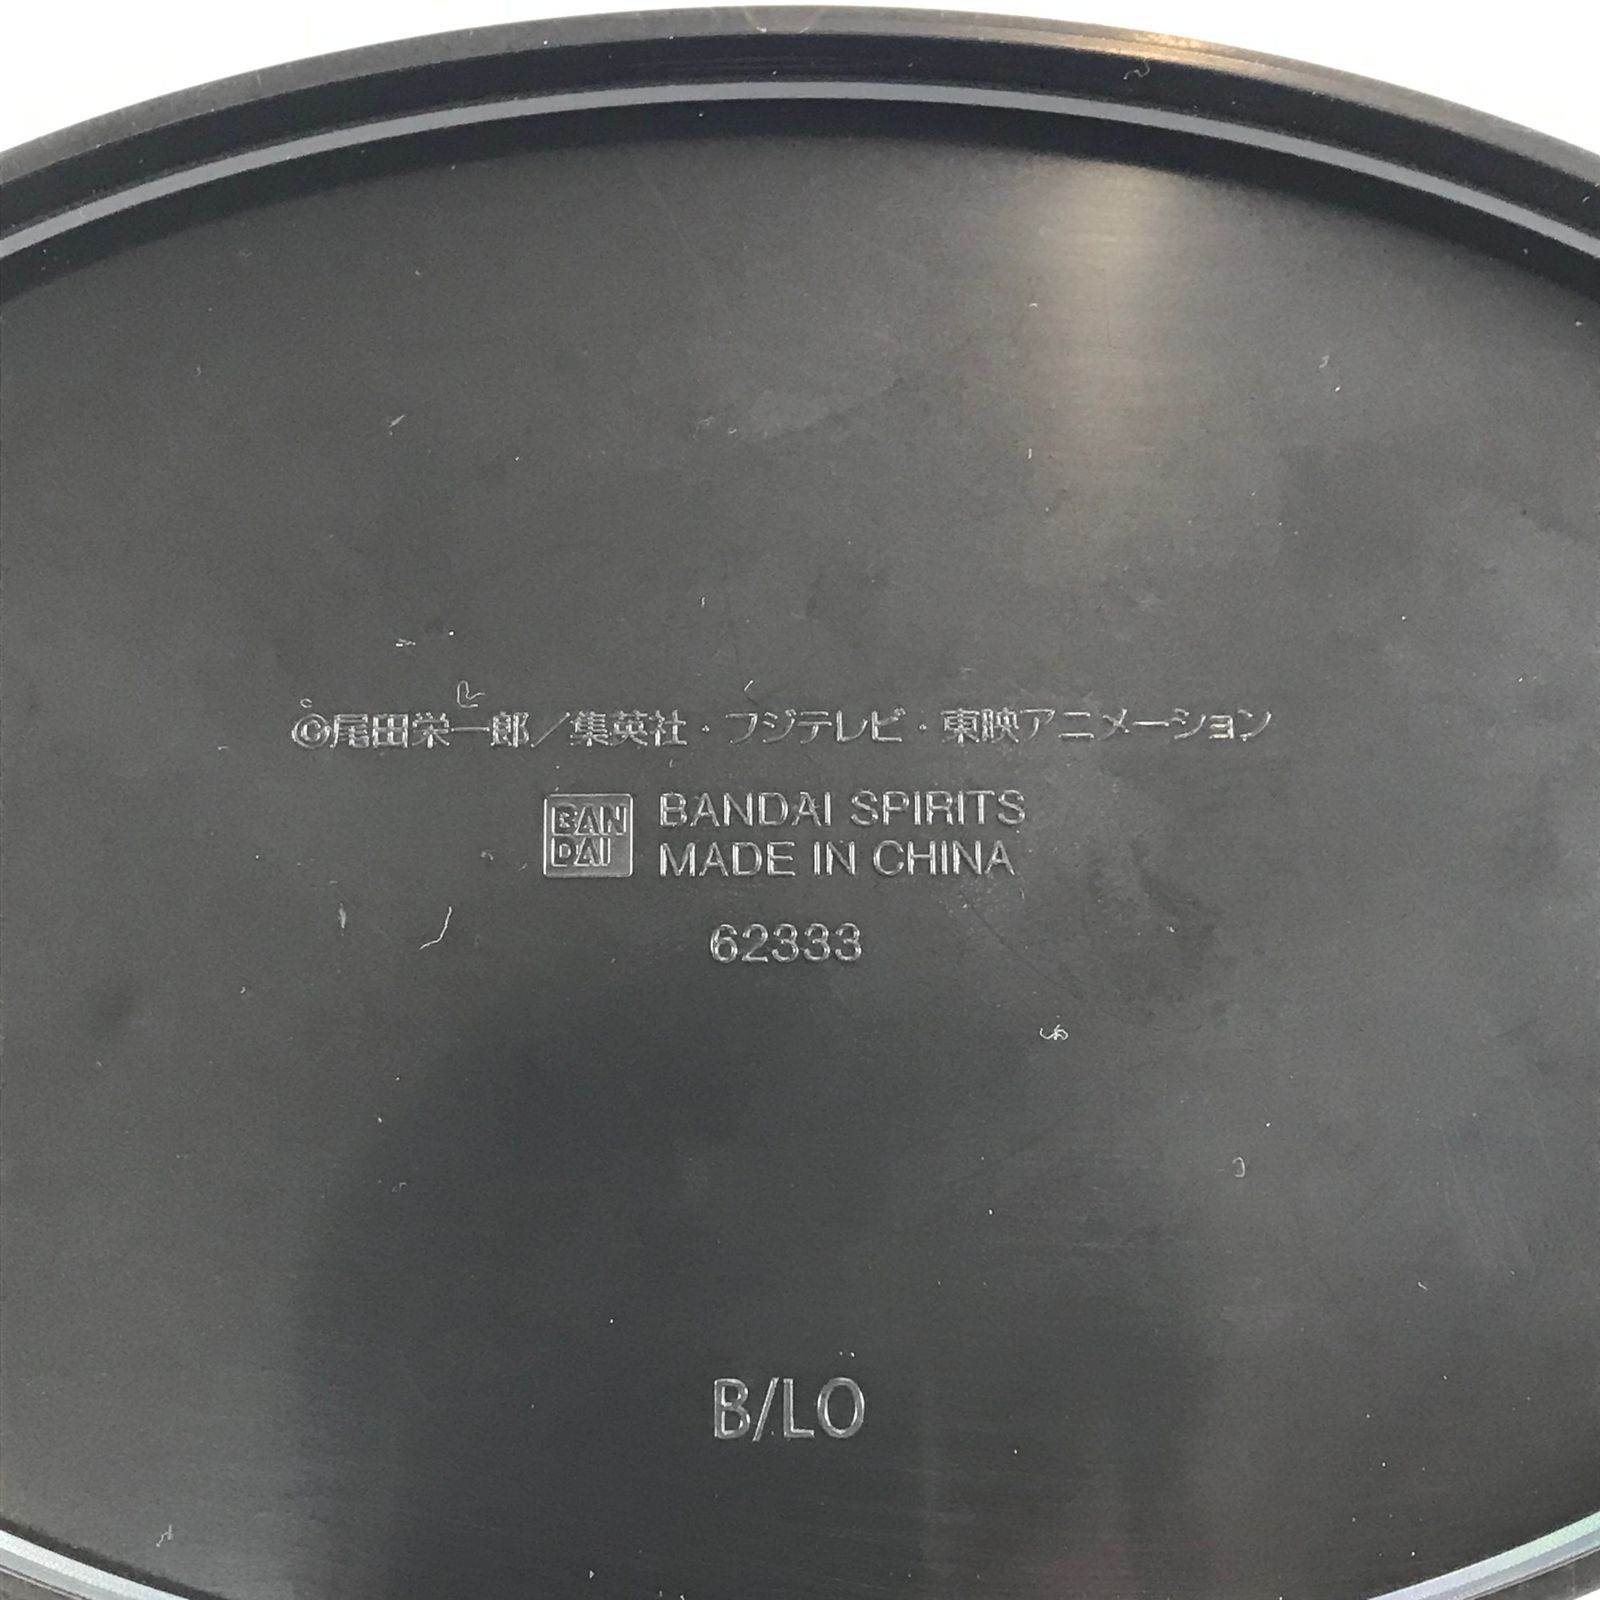 ©尾田栄一郎／集英社・フジテレビ・東映アニメーション
BAN
DAI
BANDAI SPIRITS
MADE IN CHINA
62333
B/LO